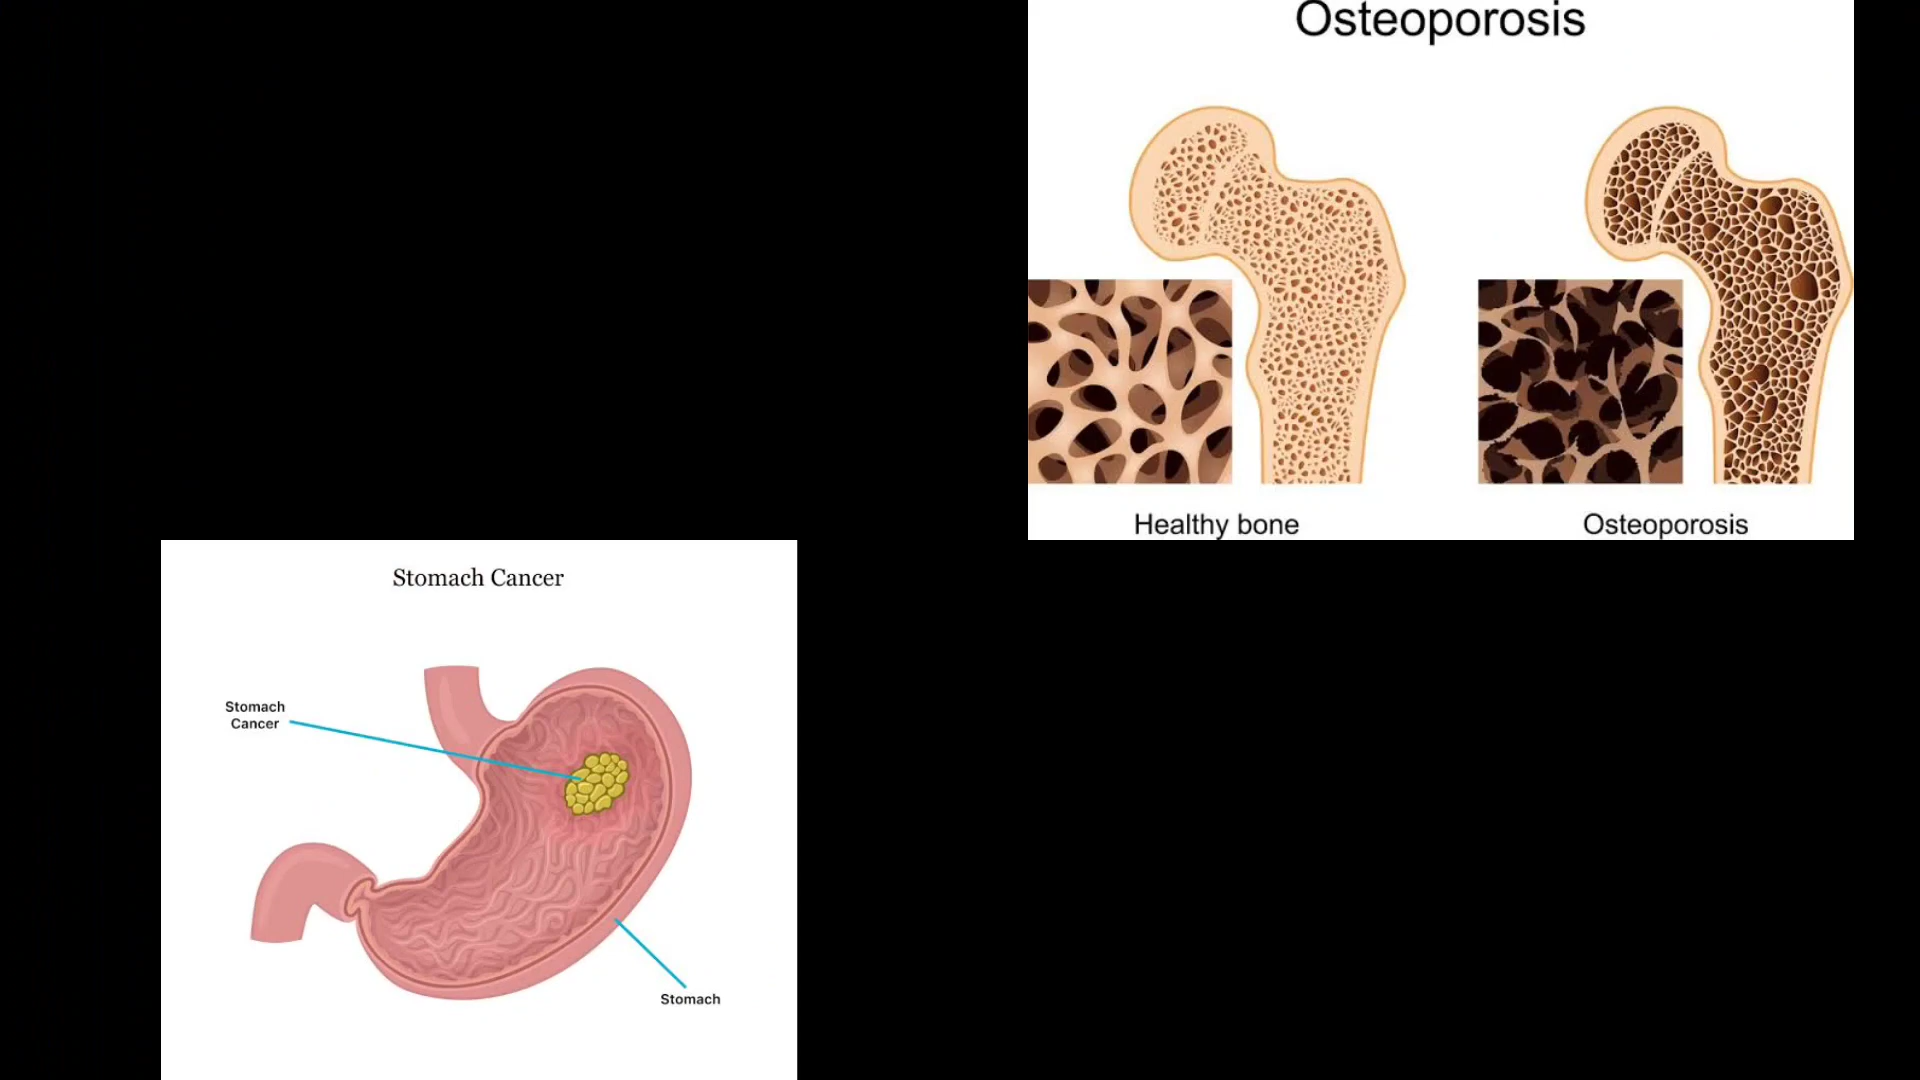 Osteoporosis
Healthy bone
Osteoporosis
Stomach Cancer
Stomach
Cancer
Stomach